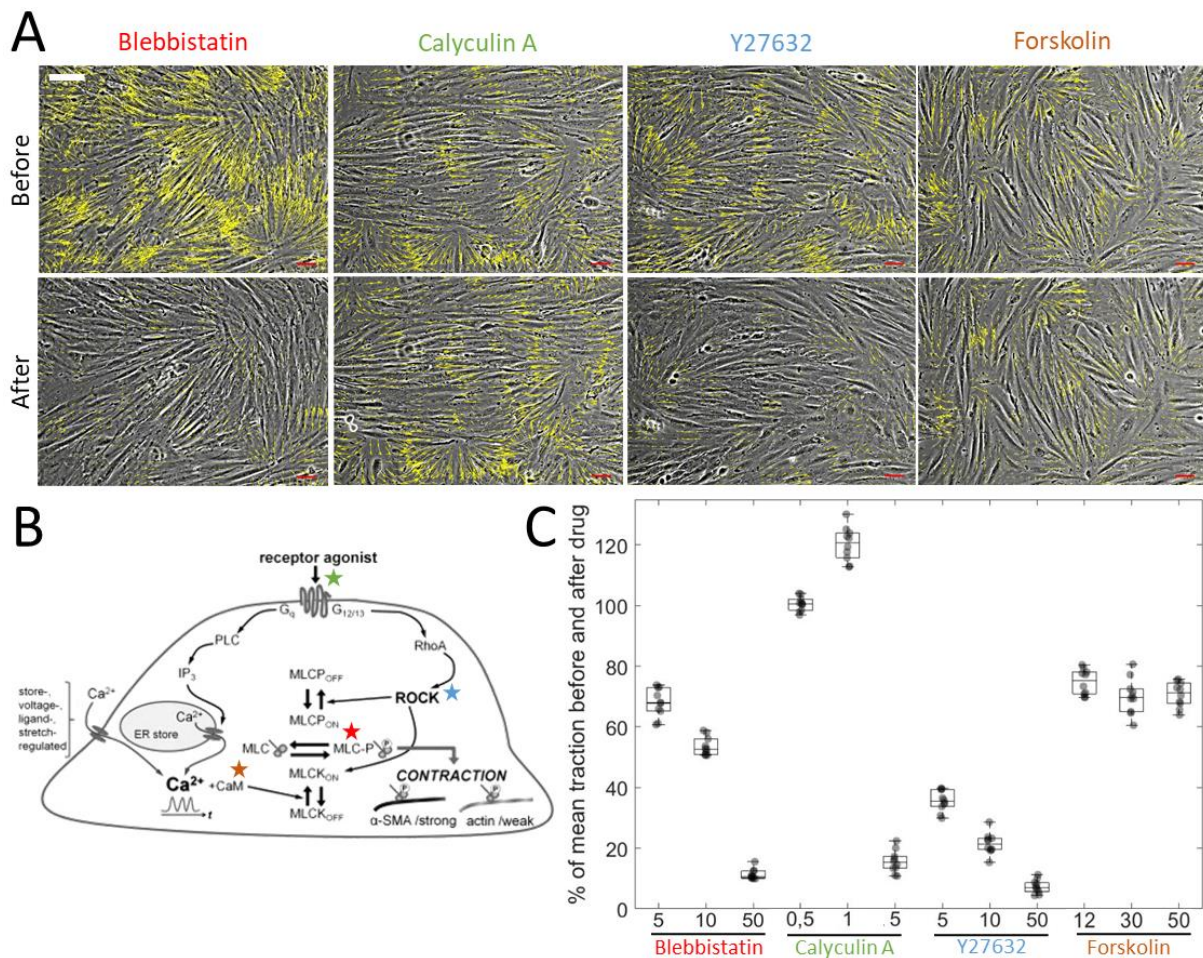 A
Blebbistatin
Calyculin A
Y27632
Forskolin
Before
After
B
receptor agonist
Gq
G12/13
PLC
RhoA
IP3
MLCPOFF
store-,
voltage-,
ligand-,
stretch-
regulated
Ca2+
Ca2+
ER store
ROCK
MLCPON
MLC
MLC-P
P
MLCKON
CONTRACTION
Ca2+ +CaM
P
P
t
MLCKOFF
α-SMA /strong
actin /weak
C
% of mean traction before and after drug
120
100
80
60
40
20
0
5 10 50 0,5 1 5 5 10 50 12 30 50
Blebbistatin
Calyculin A
Y27632
Forskolin